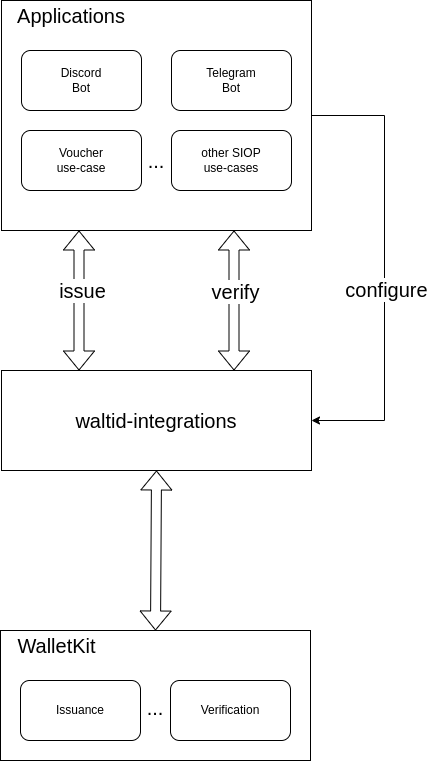 Applications
Discord
Bot
Telegram
Bot
Voucher
use-case
...
other SIOP
use-cases
issue
verify
configure
waltid-integrations
WalletKit
Issuance
...
Verification